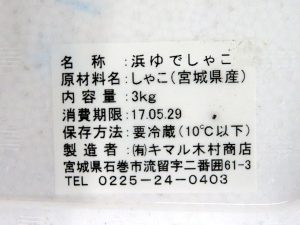 名　称：浜ゆでしゃこ
原材料名：しゃこ（宮城県産）
内容量：3kg
消費期限：17.05.29
保存方法：要冷蔵（10℃以下）
製造者：㈲キマル木村商店
宮城県石巻市流留字二番囲61-3
TEL 0225-24-0403